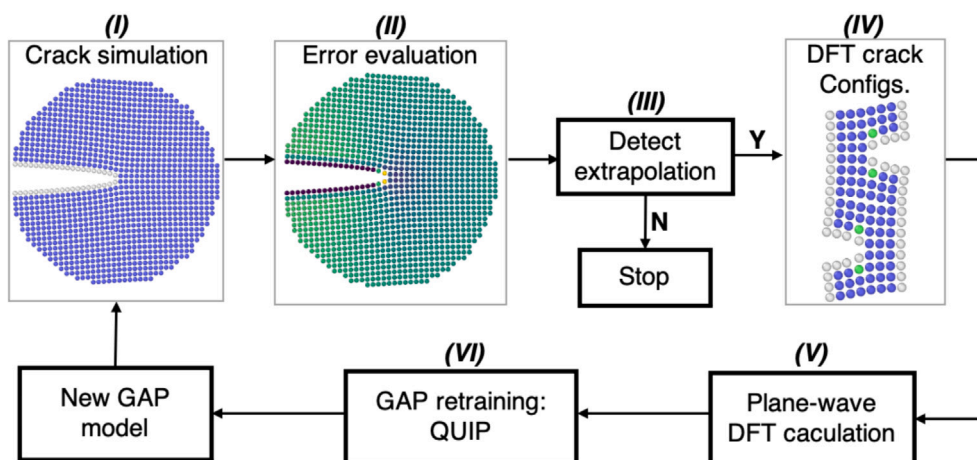 (I)
Crack simulation
(II)
Error evaluation
(III)
Detect
extrapolation
Y
N
Stop
(IV)
DFT crack
Configs.
(V)
Plane-wave
DFT caculation
(VI)
GAP retraining:
QUIP
New GAP
model